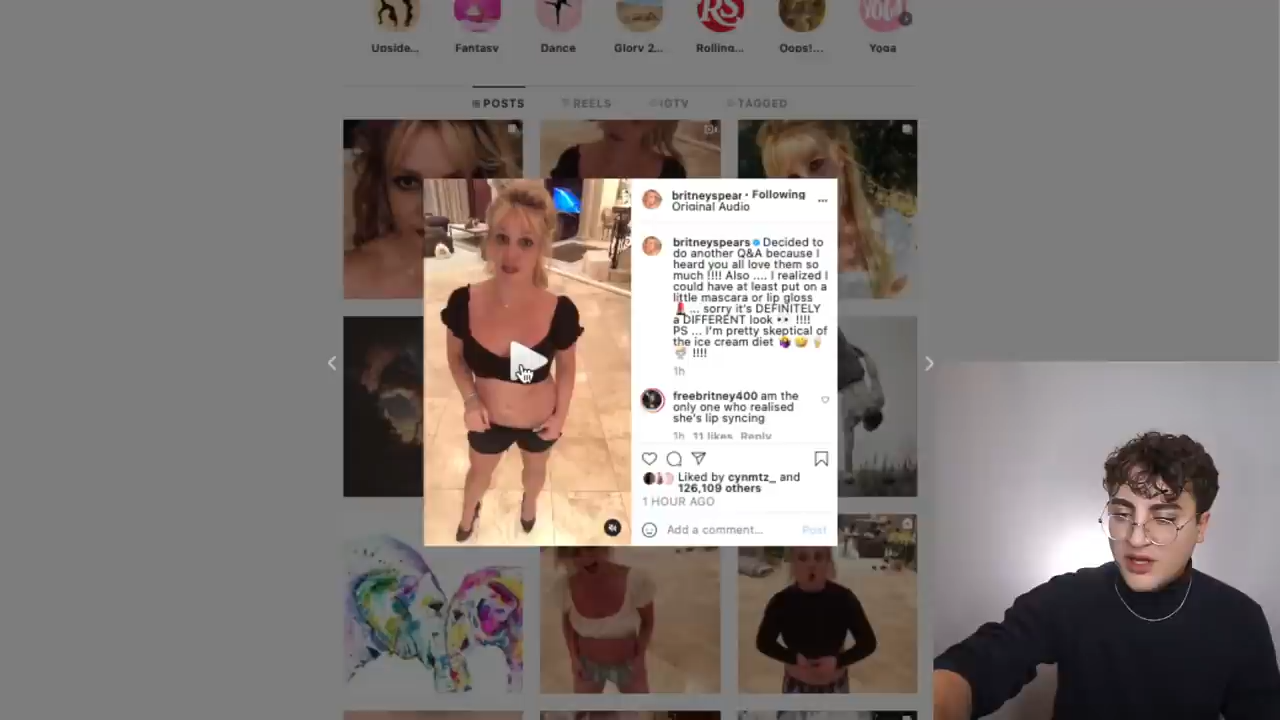 Upside... Fantasy Dance Glory 2... Rolling... Oops!... Yoga
RS
YOG
POSTS REELS IGTV TAGGED
britneyspear • Following
Original Audio
britneyspears Decided to
do another Q&A because I
heard you all love them so
much !!!! Also .... I realized I
could have at least put on a
little mascara or lip gloss
💄 ... sorry it's DEFINITELY
a DIFFERENT look 👀 !!!!
PS ... I'm pretty skeptical of
the ice cream diet 🤷‍♀️ 🤣 🍦
🍨 !!!!
1h
freebritney400 am the
only one who realised
she's lip syncing
1h 11 likes Reply
Liked by cynmtz_ and
126,109 others
1 HOUR AGO
Add a comment... Post